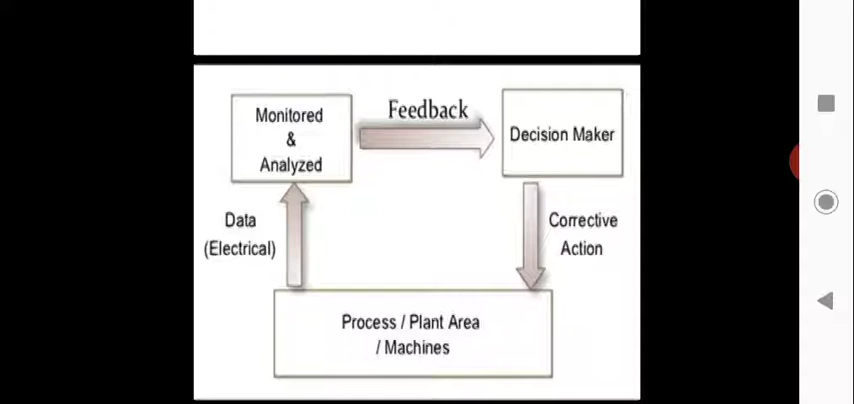 Monitored
&
Analyzed
Feedback
Decision Maker
Data
(Electrical)
Corrective
Action
Process / Plant Area
/ Machines